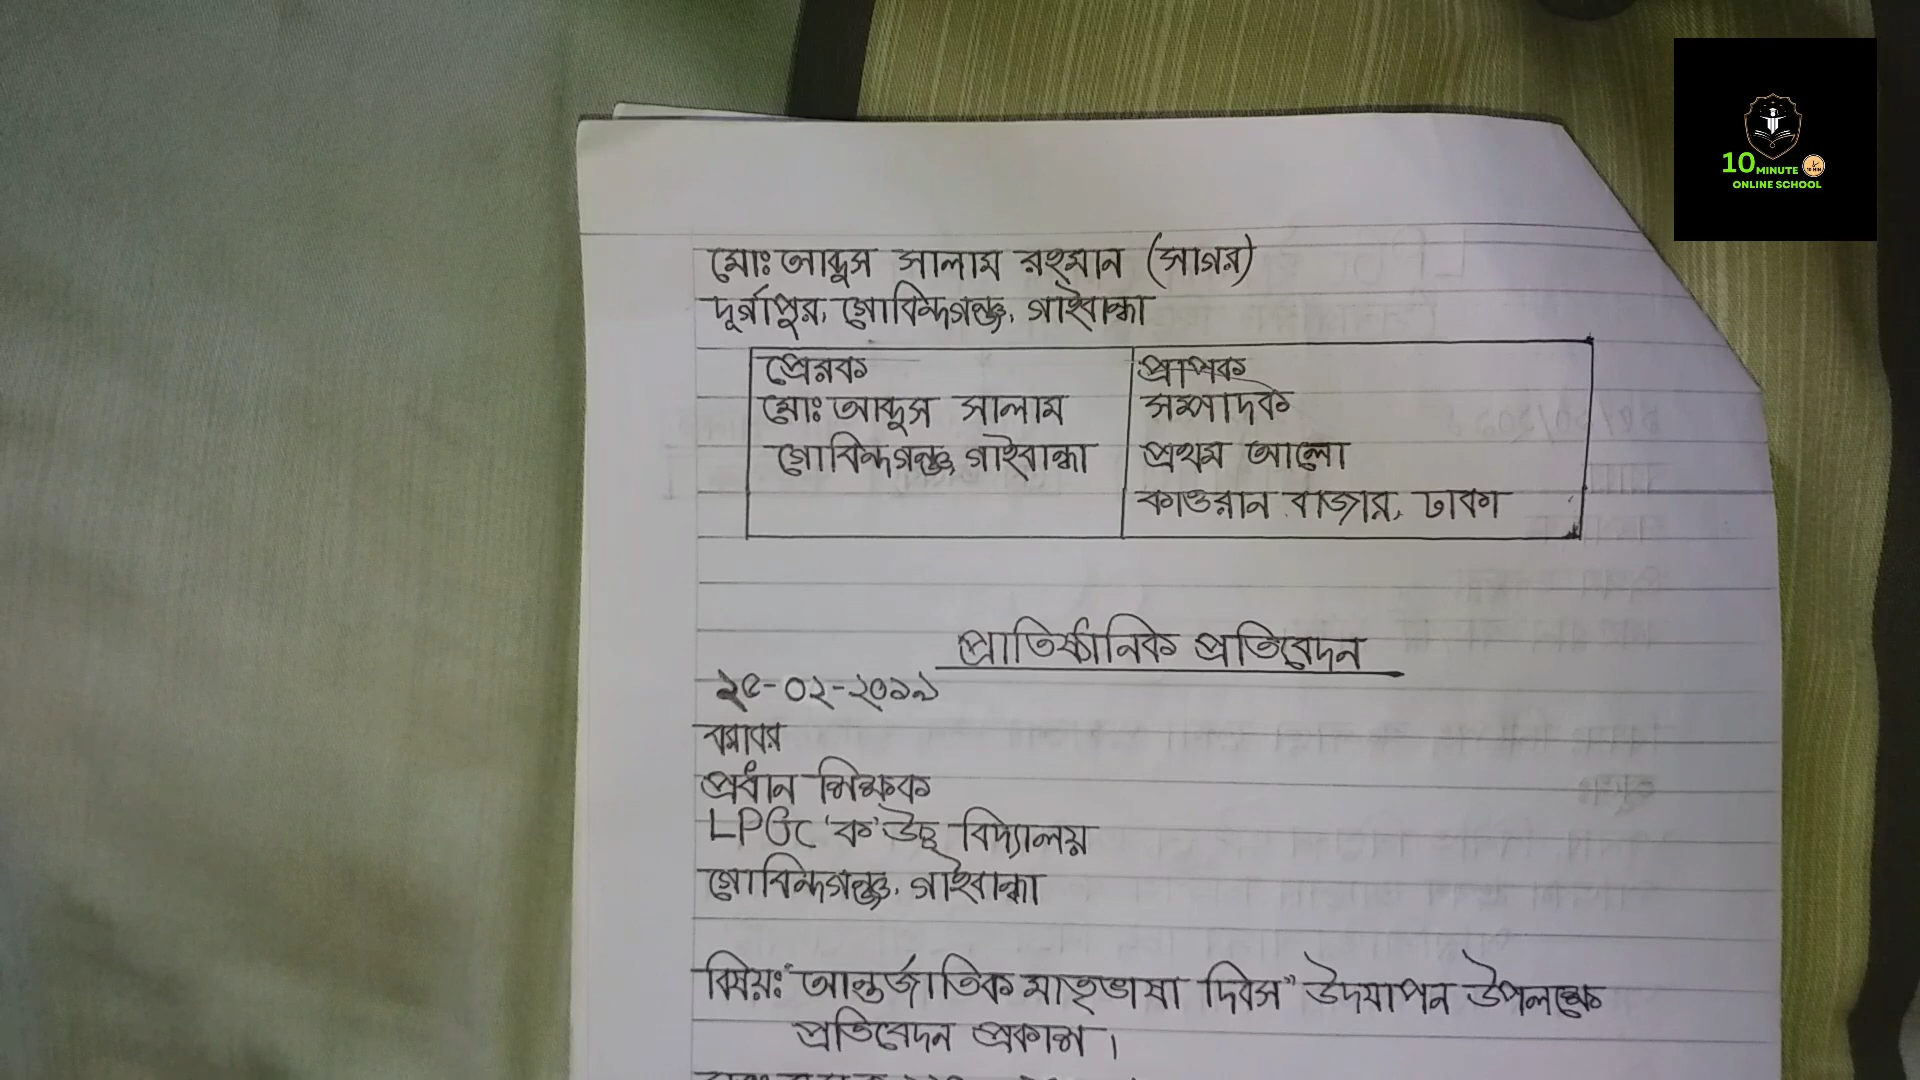 মোঃ আব্দুস সালাম রহমান (সাগর)
দূর্গাপুর, গোবিন্দগঞ্জ, গাইবান্ধা
প্রেরক
মোঃ আব্দুস সালাম
গোবিন্দগঞ্জ, গাইবান্ধা
প্রাপক
সম্পাদক
প্রথম আলো
কাওরান বাজার, ঢাকা
প্রাতিষ্ঠানিক প্রতিবেদন
২৫-০২-২০১৯
বরাবর
প্রধান শিক্ষক
LPGC 'ক' উচ্চ বিদ্যালয়
গোবিন্দগঞ্জ, গাইবান্ধা
বিষয়ঃ "আন্তর্জাতিক মাতৃভাষা দিবস" উদযাপন উপলক্ষে
প্রতিবেদন প্রকাশ।
10 MINUTE
ONLINE SCHOOL